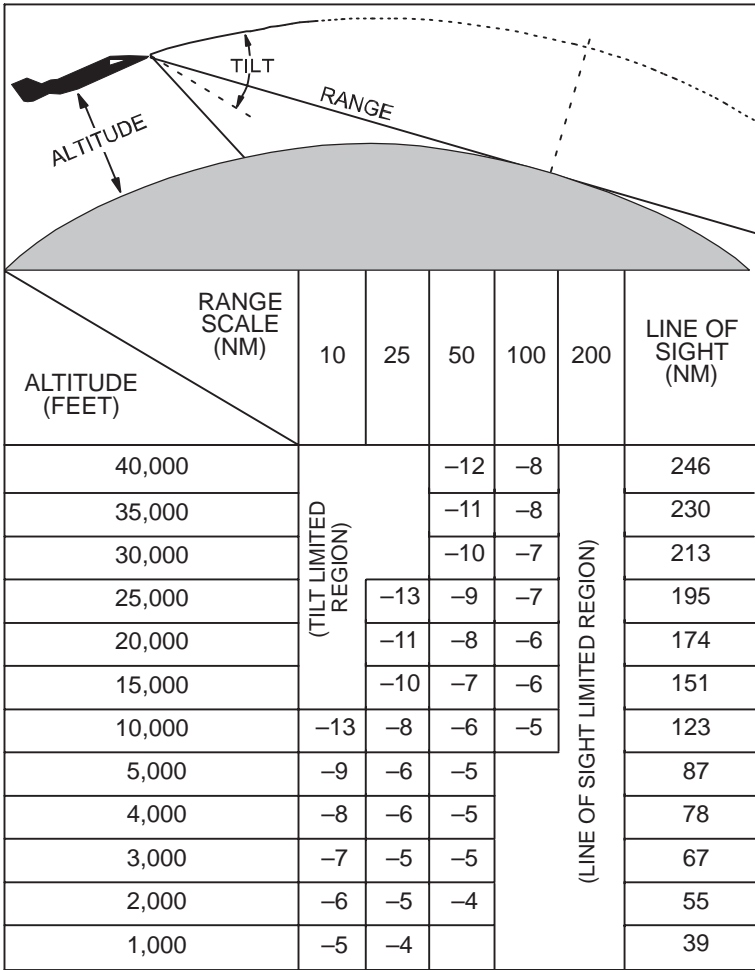 TILT
RANGE
ALTITUDE
RANGE
SCALE
(NM)
ALTITUDE
(FEET)
10 25 50 100 200
LINE OF
SIGHT
(NM)
40,000 –12 –8 246
35,000 –11 –8 230
30,000 –10 –7 213
25,000 –13 –9 –7 195
20,000 –11 –8 –6 174
15,000 –10 –7 –6 151
10,000 –13 –8 –6 –5 123
5,000 –9 –6 –5 87
4,000 –8 –6 –5 78
3,000 –7 –5 –5 67
2,000 –6 –5 –4 55
1,000 –5 –4 39
(TILT LIMITED
REGION)
(LINE OF SIGHT LIMITED REGION)